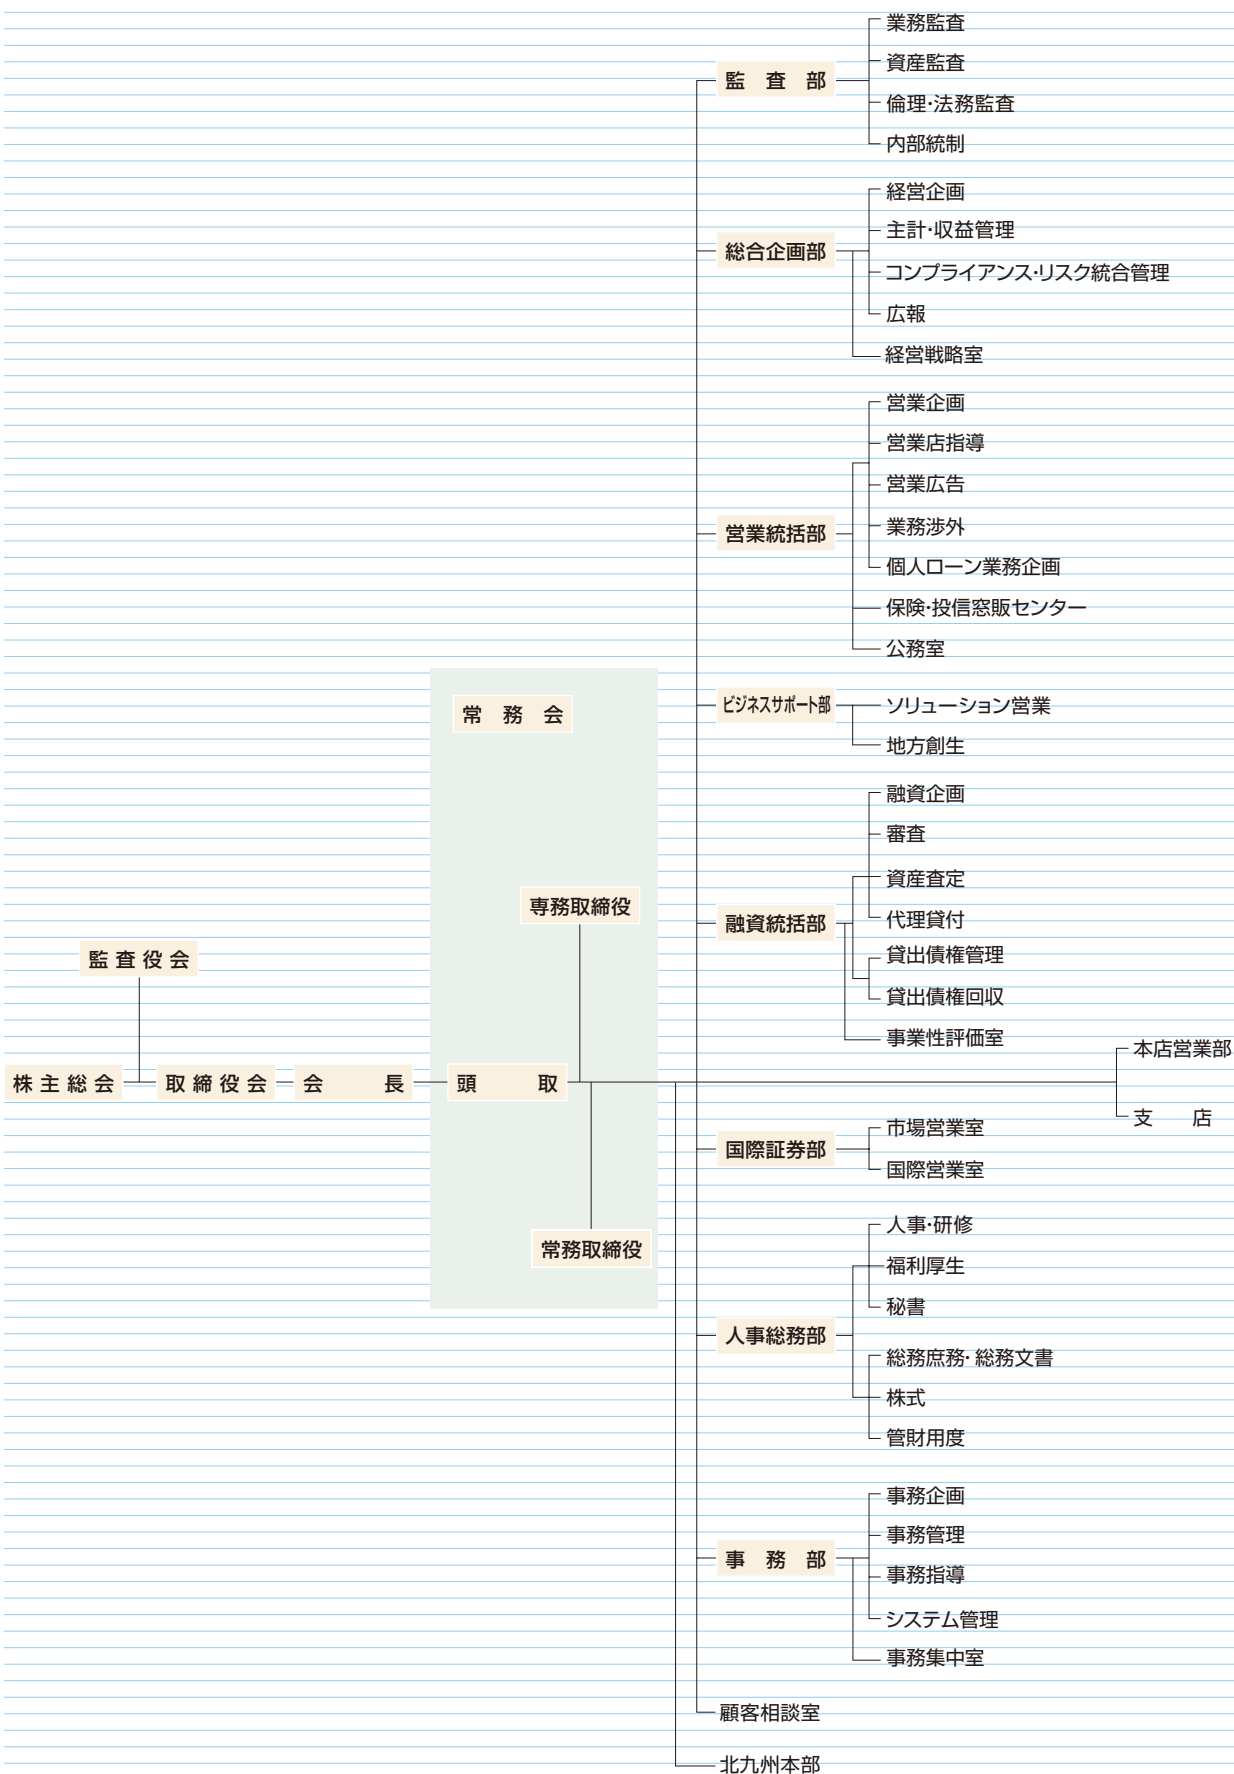 業務監査
資産監査
監　査　部
倫理・法務監査
内部統制
経営企画
主計・収益管理
総合企画部
コンプライアンス・リスク統合管理
広報
経営戦略室
営業企画
営業店指導
営業広告
業務渉外
営業統括部
個人ローン業務企画
保険・投信窓販センター
公務室
常　務　会
ビジネスサポート部
ソリューション営業
地方創生
融資企画
審査
資産査定
専務取締役
融資統括部
代理貸付
貸出債権管理
貸出債権回収
事業性評価室
監 査 役 会
株 主 総 会
取 締 役 会
会　　　長
頭　　　取
本店営業部
支　　店
市場営業室
国際証券部
国際営業室
常務取締役
人事・研修
福利厚生
秘書
人事総務部
総務庶務・総務文書
株式
管財用度
事務企画
事務管理
事　務　部
事務指導
システム管理
事務集中室
顧客相談室
北九州本部